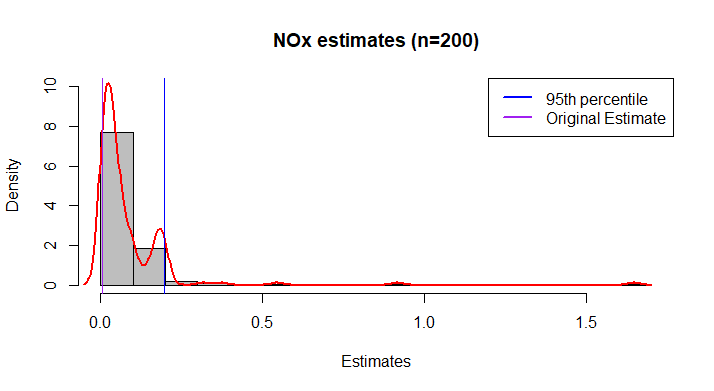 NOx estimates (n=200)
95th percentile
Original Estimate
Density
10
8
6
4
2
0
0.0 0.5 1.0 1.5
Estimates